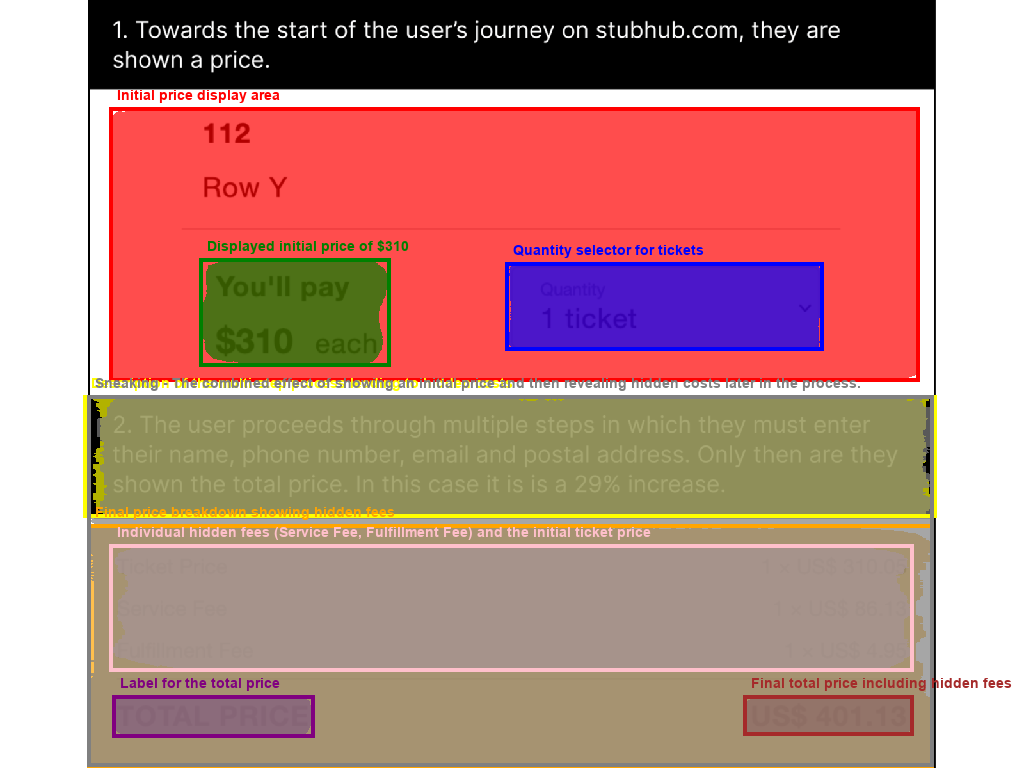 1. Towards the start of the user's journey on stubhub.com, they are
shown a price.
Initial price display area
112
Row Y
Displayed initial price of $310
Quantity selector for tickets
You'll pay
Quantity
1 ticket
$310 each
Sneaking - The combined effect of showing an initial price and then revealing hidden costs later in the process.
2. The user proceeds through multiple steps in which they must enter
their name, phone number, email and postal address. Only then are they
shown the total price. In this case it is is a 29% increase.
Final price breakdown showing hidden fees
Individual hidden fees (Service Fee, Fulfillment Fee) and the initial ticket price
Ticket Price 1 x US$ 310.05
Service Fee 1 x US$ 86.13
Fulfillment Fee 1 x US$ 4.95
Label for the total price
Final total price including hidden fees
TOTAL PRICE US$ 401.13